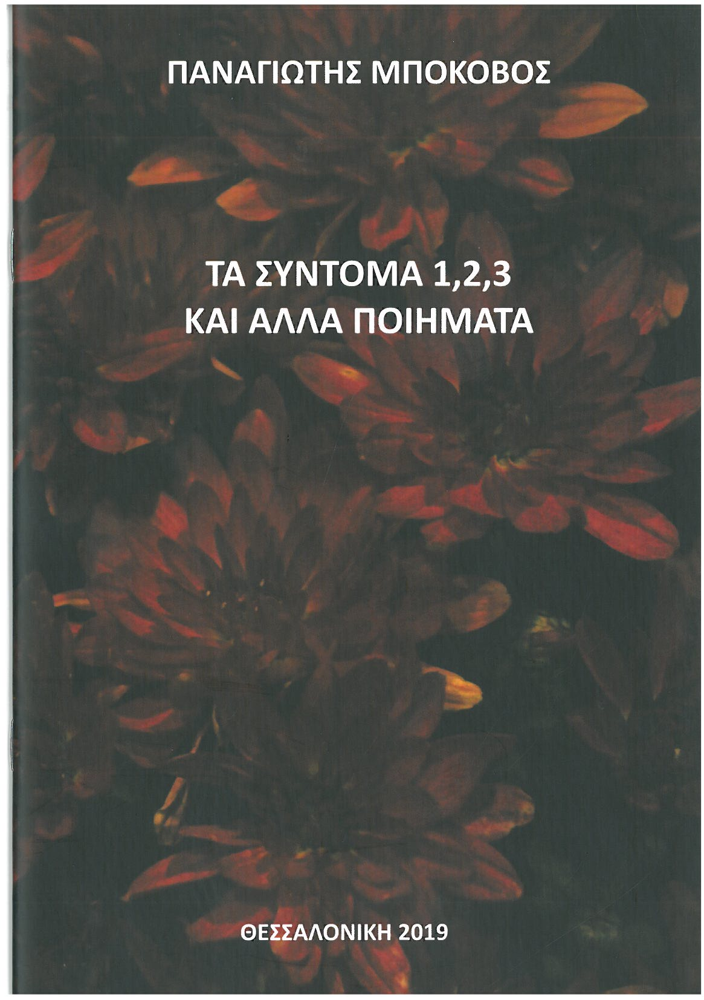 ΠΑΝΑΓΙΩΤΗΣ ΜΠΟΚΟΒΟΣ
ΤΑ ΣΥΝΤΟΜΑ 1,2,3
ΚΑΙ ΑΛΛΑ ΠΟΙΗΜΑΤΑ
ΘΕΣΣΑΛΟΝΙΚΗ 2019